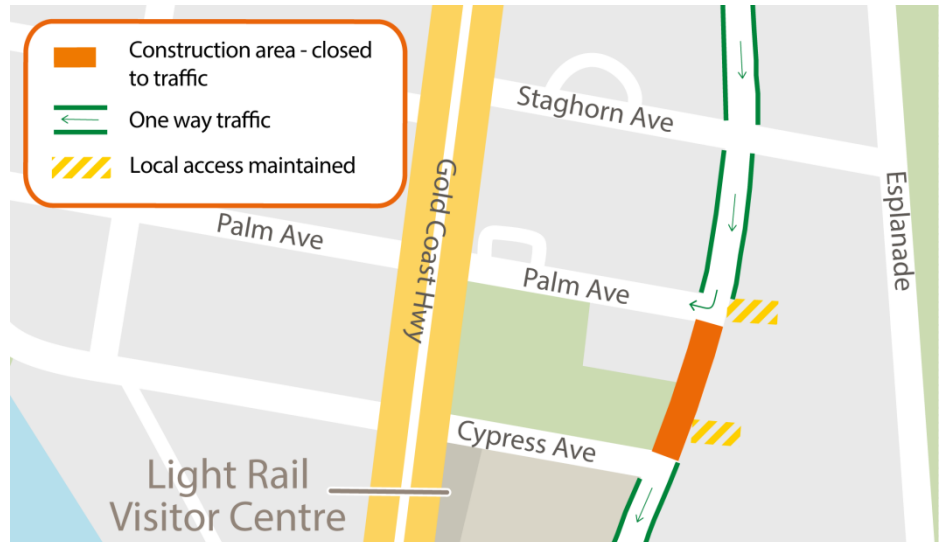 Construction area - closed
to traffic
One way traffic
Local access maintained
Staghorn Ave
Esplanade
Gold Coast Hwy
Palm Ave
Palm Ave
Cypress Ave
Light Rail
Visitor Centre